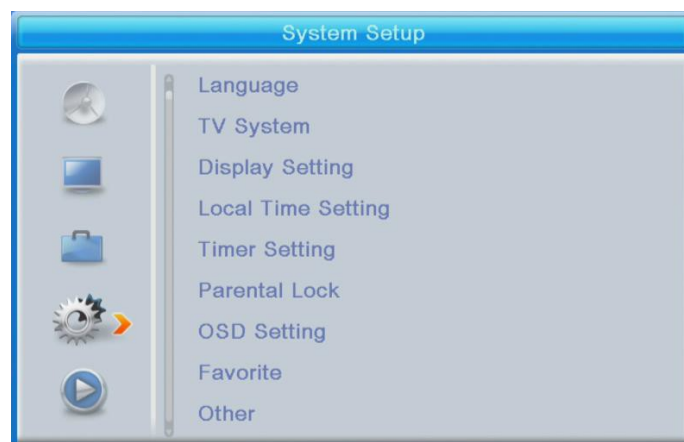 System Setup
Language
TV System
Display Setting
Local Time Setting
Timer Setting
Parental Lock
OSD Setting
Favorite
Other